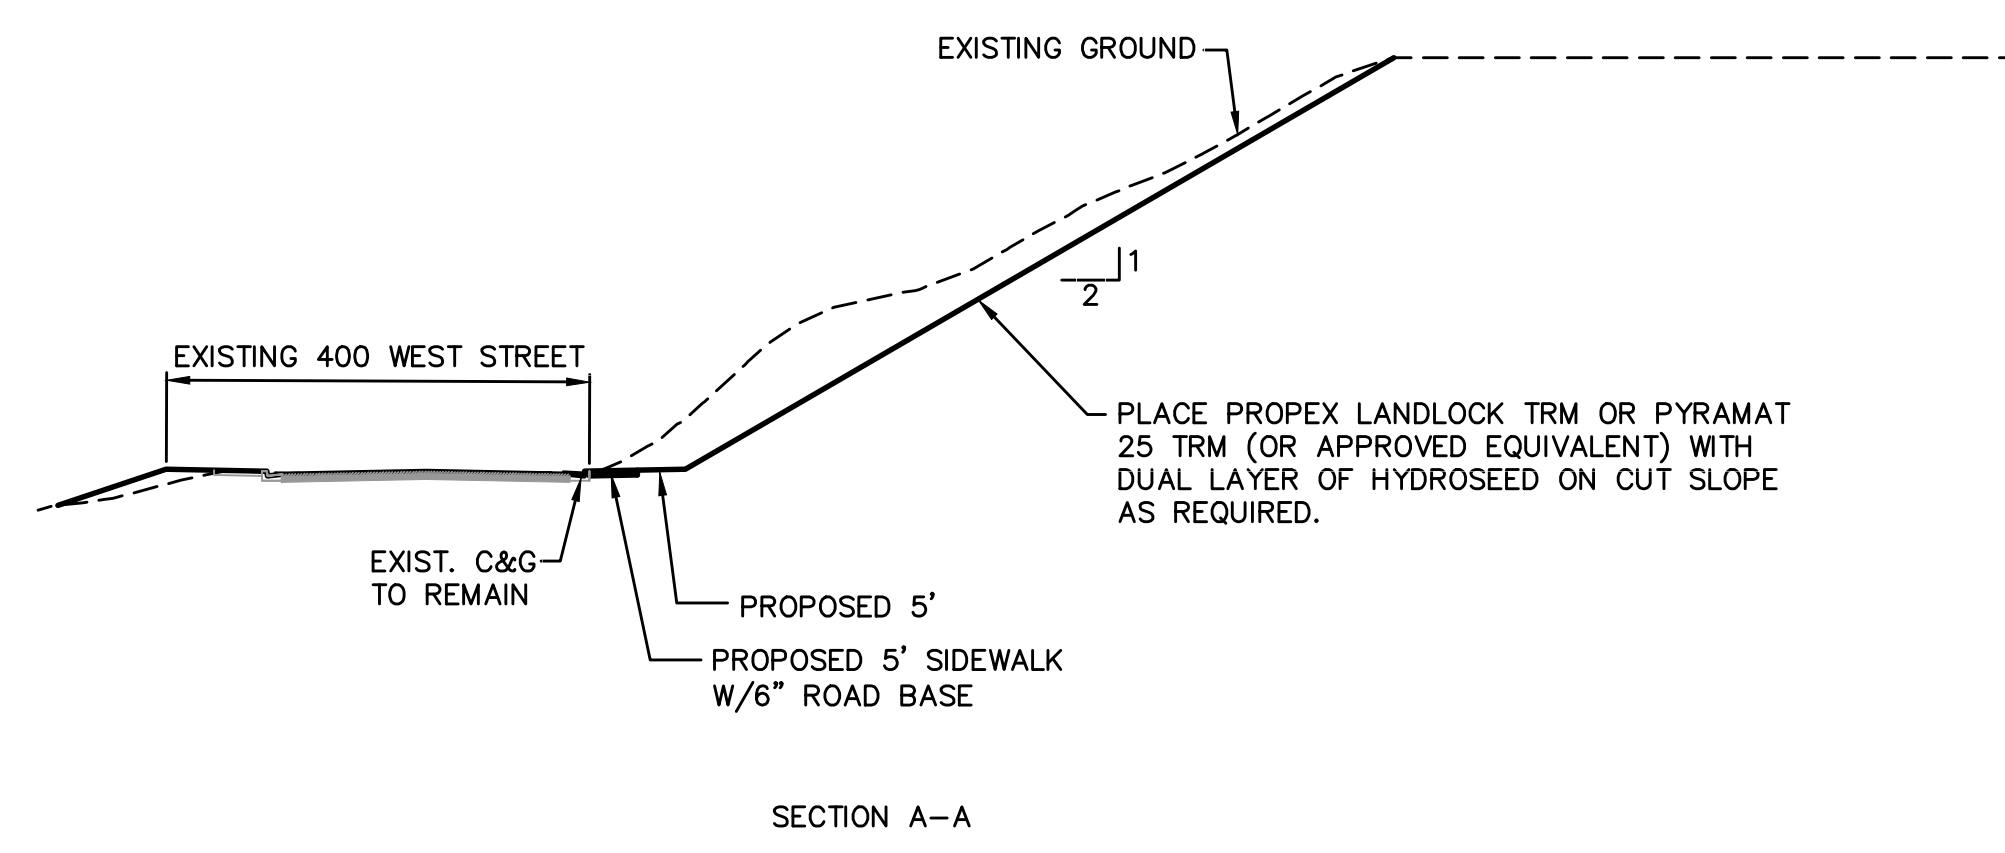 EXISTING GROUND
1
2
EXISTING 400 WEST STREET
PLACE PROPEX LANDLOCK TRM OR PYRAMAT
25 TRM (OR APPROVED EQUIVALENT) WITH
DUAL LAYER OF HYDROSEED ON CUT SLOPE
AS REQUIRED.
EXIST. C&G
TO REMAIN
PROPOSED 5'
PROPOSED 5' SIDEWALK
W/6" ROAD BASE
SECTION A-A